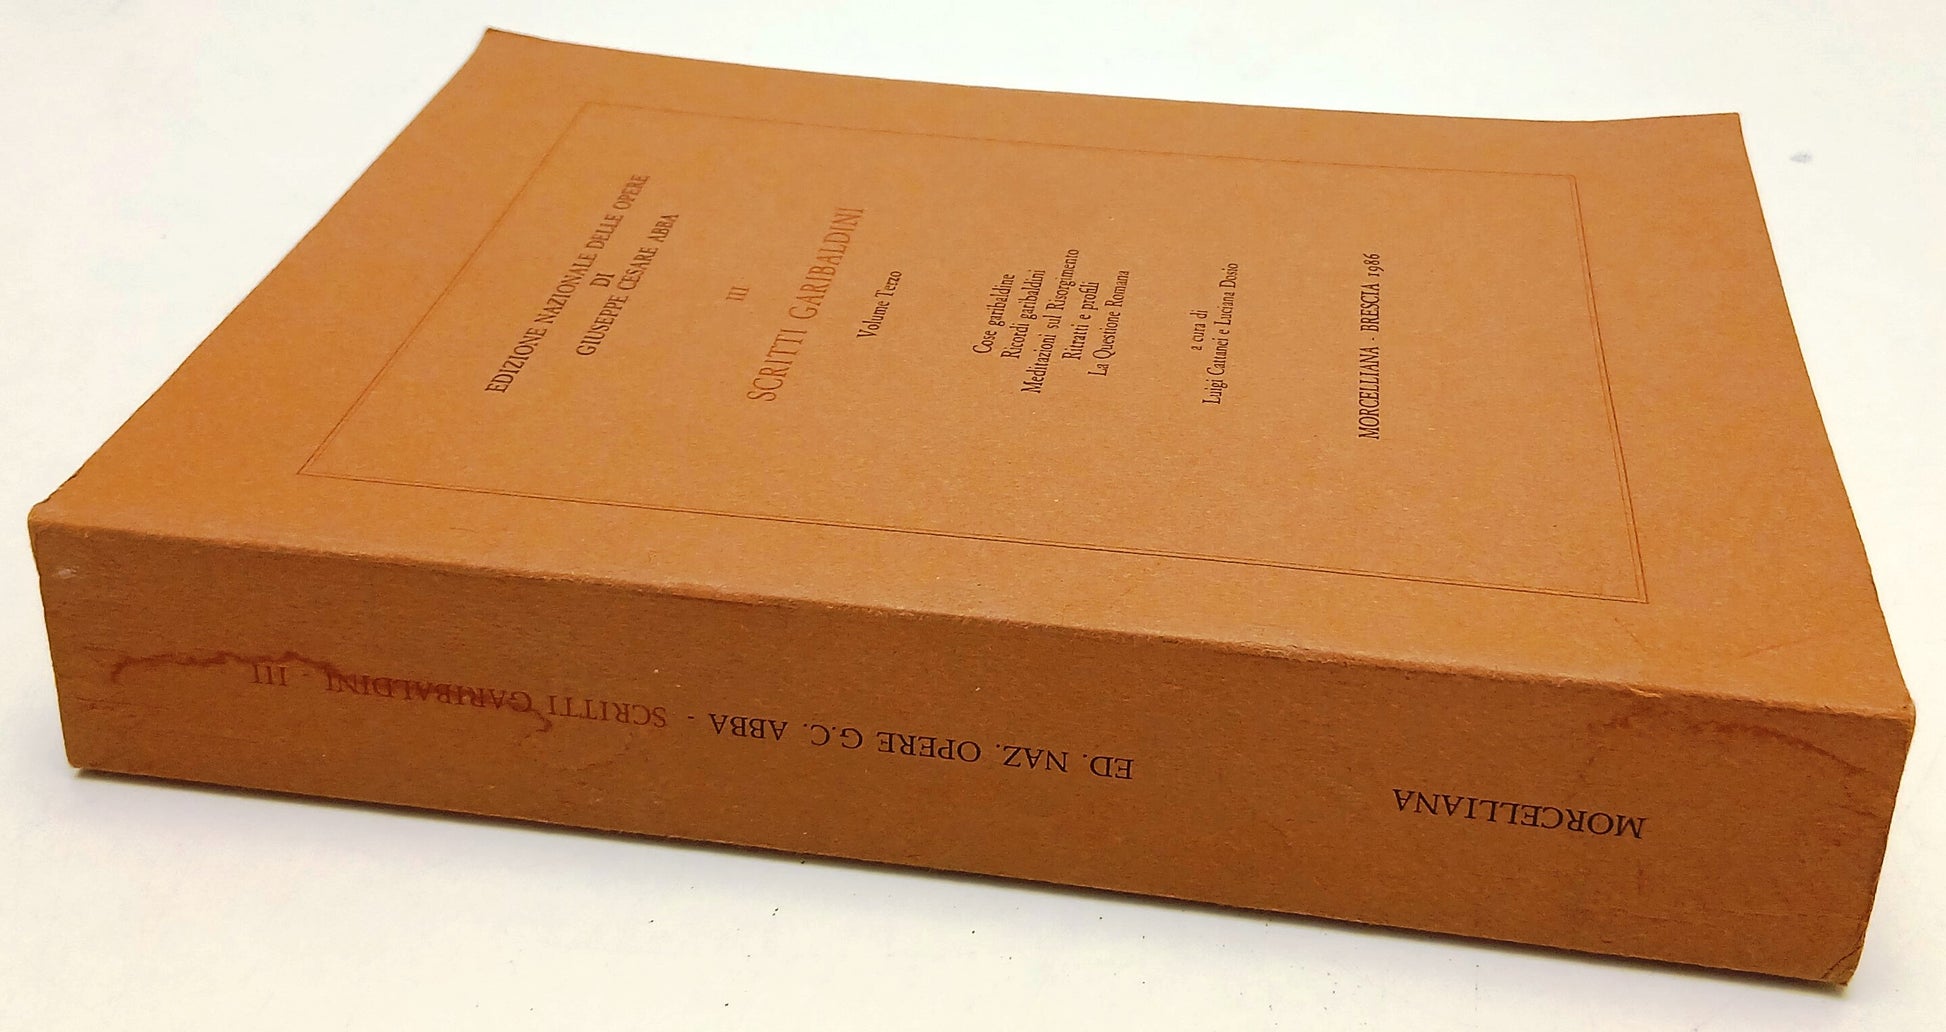 EDIZIONE NAZIONALE DELLE OPERE
DI
GIUSEPPE CESARE ABBA
III
SCRITTI GARIBALDINI
Volume Terzo
Cose garibaldine
Ricordi garibaldini
Meditazioni sul Risorgimento
Ritratti e profili
La Questione Romana
a cura di
Luigi Cattanei e Luciana Dosio
MORCELLIANA - BRESCIA 1986
MORCELLIANA
ED. NAZ. OPERE G.C. ABBA - SCRITTI GARIBALDINI - III